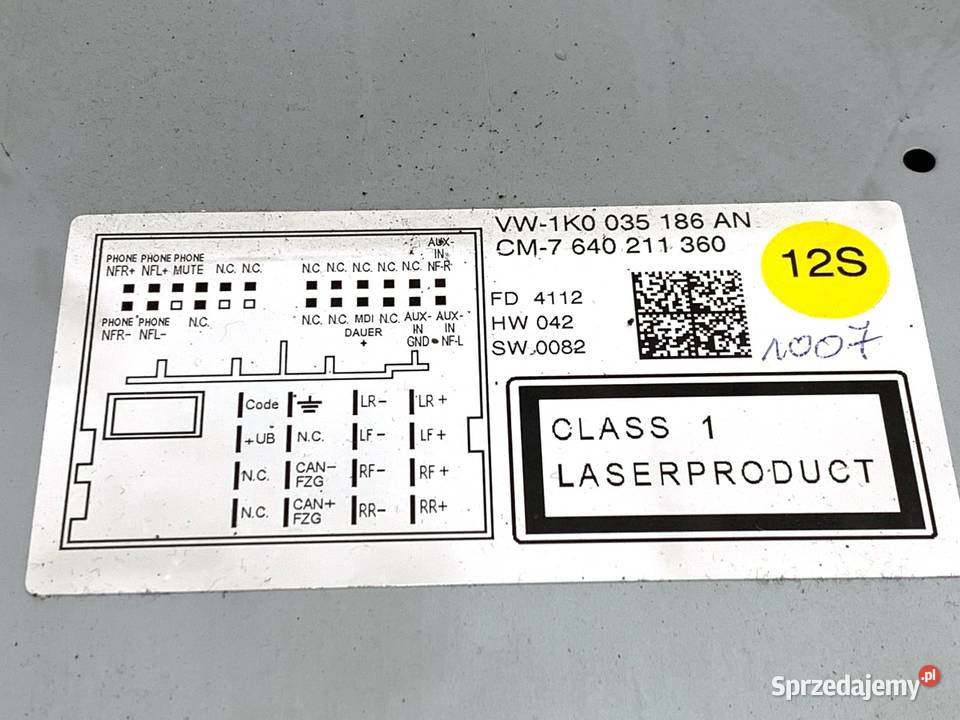 PHONE PHONE PHONE
NFR+ NFL+ MUTE N.C. N.C.
N.C. N.C. N.C. N.C. N.C. AUX-IN NF-R
PHONE PHONE N.C.
NFR- NFL-
N.C. N.C. MDI N.C. AUX- AUX-
DAUER IN IN
+ GND NF-L
Code LR- LR+
+UB N.C. LF- LF+
N.C. CAN- FZG RF- RF+
N.C. CAN+ FZG RR- RR+
VW-1K0 035 186 AN
CM-7 640 211 360
12S
FD 4112
HW 042
SW 0082
1007
CLASS 1
LASERPRODUCT
Sprzedajemy.pl